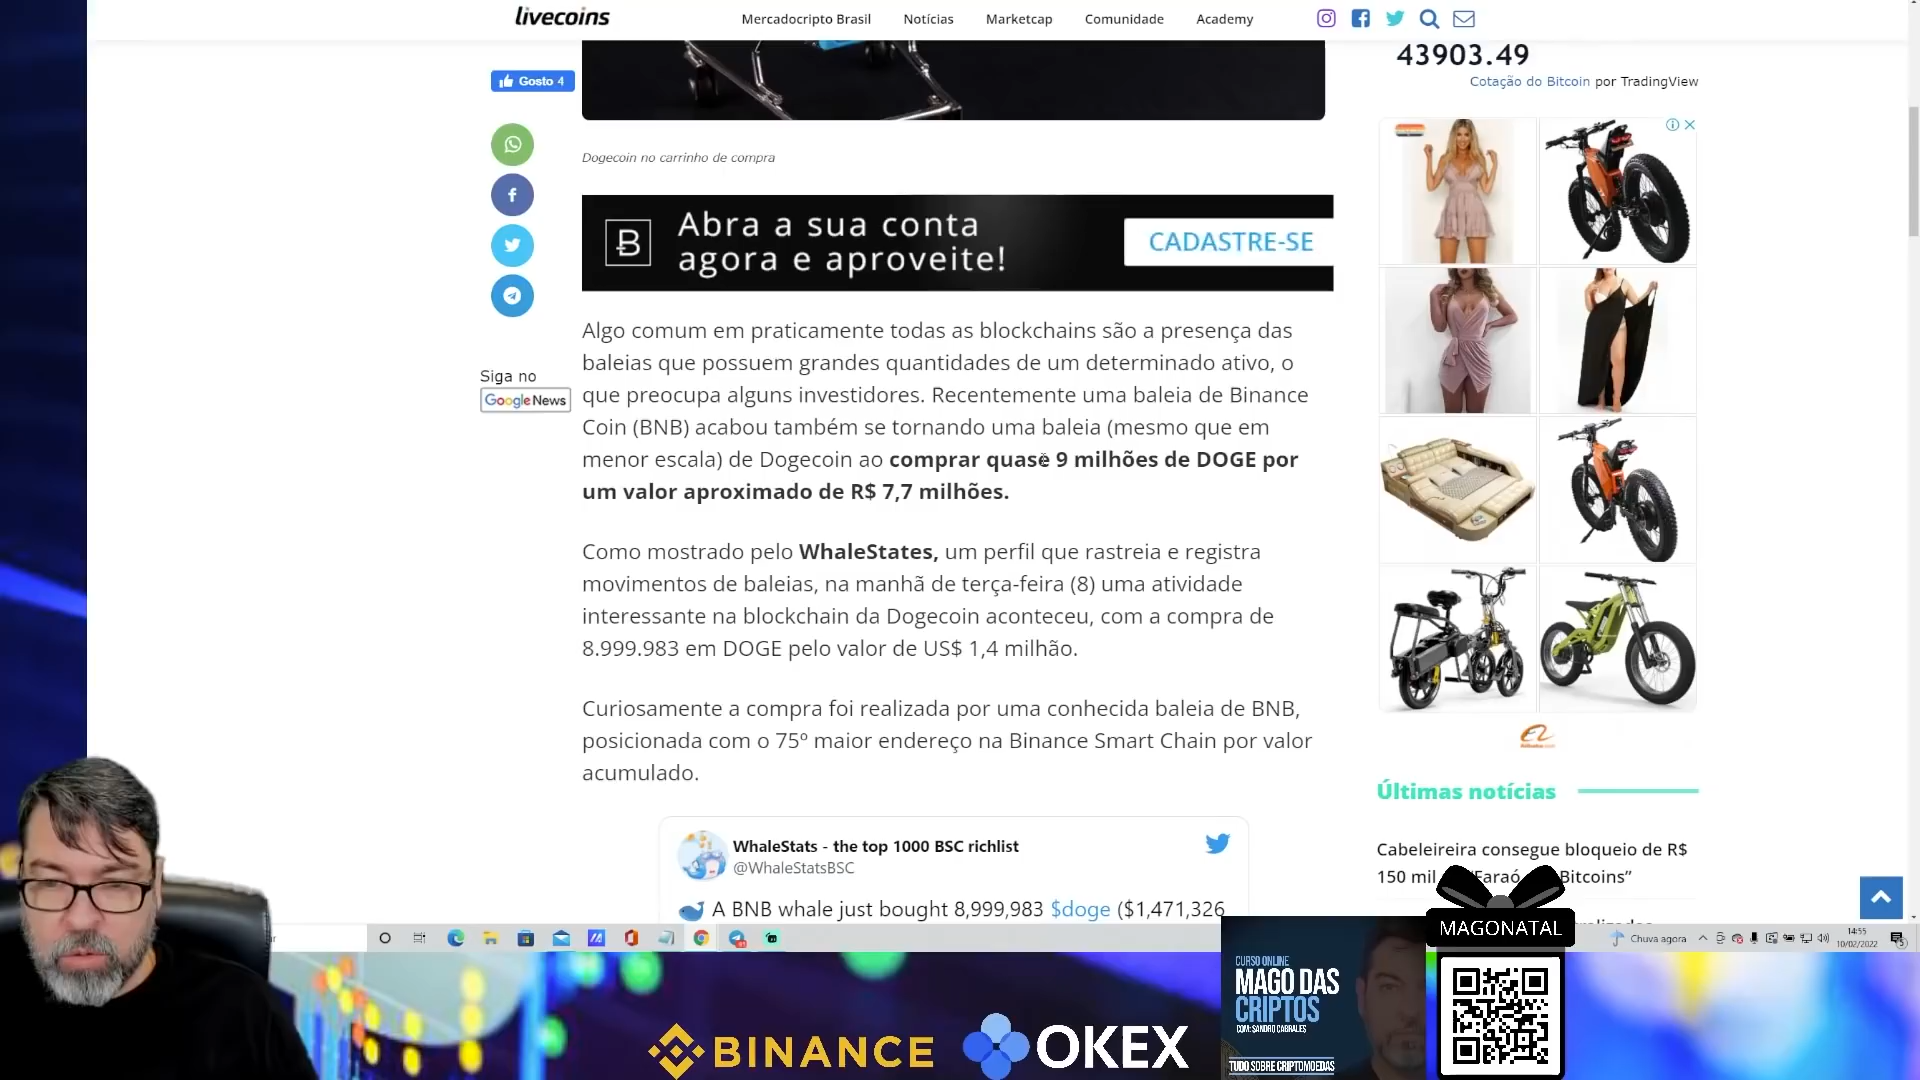 livecoins
Mercadocripto Brasil
Notícias
Marketcap
Comunidade
Academy
43903.49
Cotação do Bitcoin por TradingView
Gosto 4
Dogecoin no carrinho de compra
Abra a sua conta
agora e aproveite!
CADASTRE-SE
Siga no
Google News
Algo comum em praticamente todas as blockchains são a presença das
baleias que possuem grandes quantidades de um determinado ativo, o
que preocupa alguns investidores. Recentemente uma baleia de Binance
Coin (BNB) acabou também se tornando uma baleia (mesmo que em
menor escala) de Dogecoin ao comprar quase 9 milhões de DOGE por
um valor aproximado de R$ 7,7 milhões.
Como mostrado pelo WhaleStates, um perfil que rastreia e registra
movimentos de baleias, na manhã de terça-feira (8) uma atividade
interessante na blockchain da Dogecoin aconteceu, com a compra de
8.999.983 em DOGE pelo valor de US$ 1,4 milhão.
Curiosamente a compra foi realizada por uma conhecida baleia de BNB,
posicionada com o 75º maior endereço na Binance Smart Chain por valor
acumulado.
WhaleStats - the top 1000 BSC richlist
@WhaleStatsBSC
A BNB whale just bought 8,999,983 $doge ($1,471,326
Últimas notícias
Cabeleireira consegue bloqueio de R$
150 mil "Faraó Bitcoins”
Chuva agora
14:55
10/02/2022
MAGONATAL
CURSO ONLINE
MAGO DAS
CRIPTOS
COM: SANDRO CABRALES
TUDO SOBRE CRIPTOMOEDAS
BINANCE
OKEX